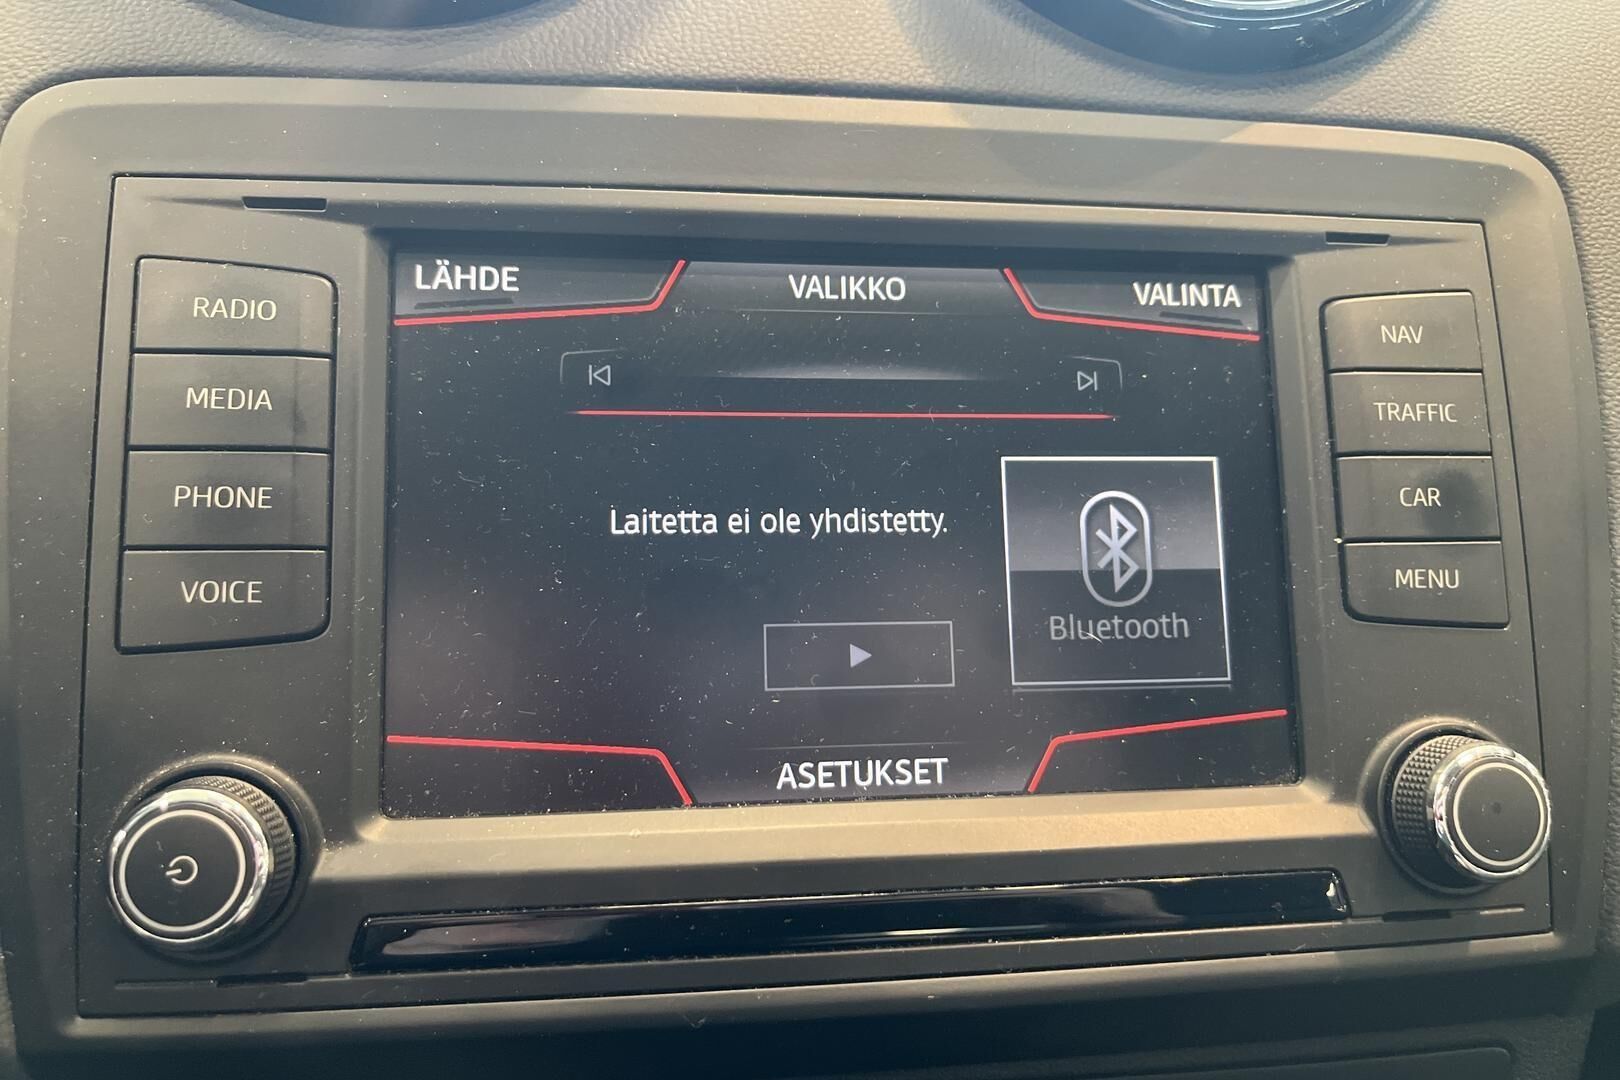 LÄHDE
VALIKKO
VALINTA
RADIO
MEDIA
PHONE
VOICE
Laitetta ei ole yhdistetty.
Bluetooth
ASETUKSET
NAV
TRAFFIC
CAR
MENU